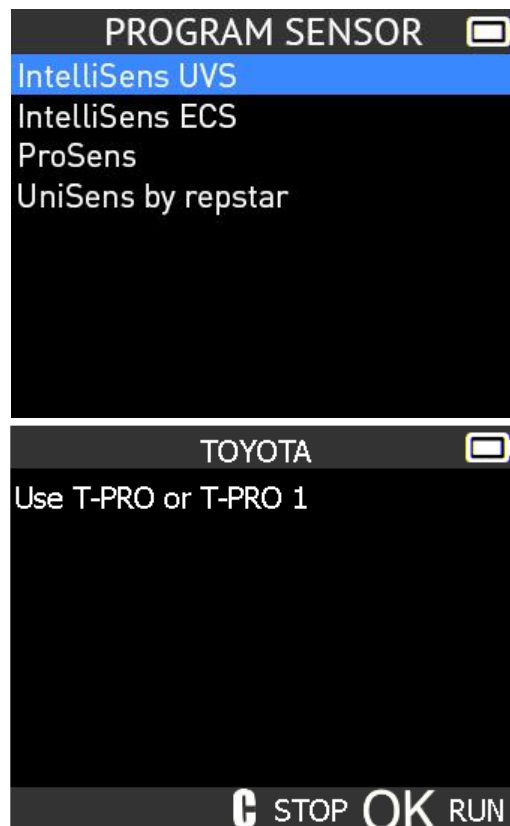 PROGRAM SENSOR
IntelliSens UVS
IntelliSens ECS
ProSens
UniSens by repstar
TOYOTA
Use T-PRO or T-PRO 1
C STOP OK RUN